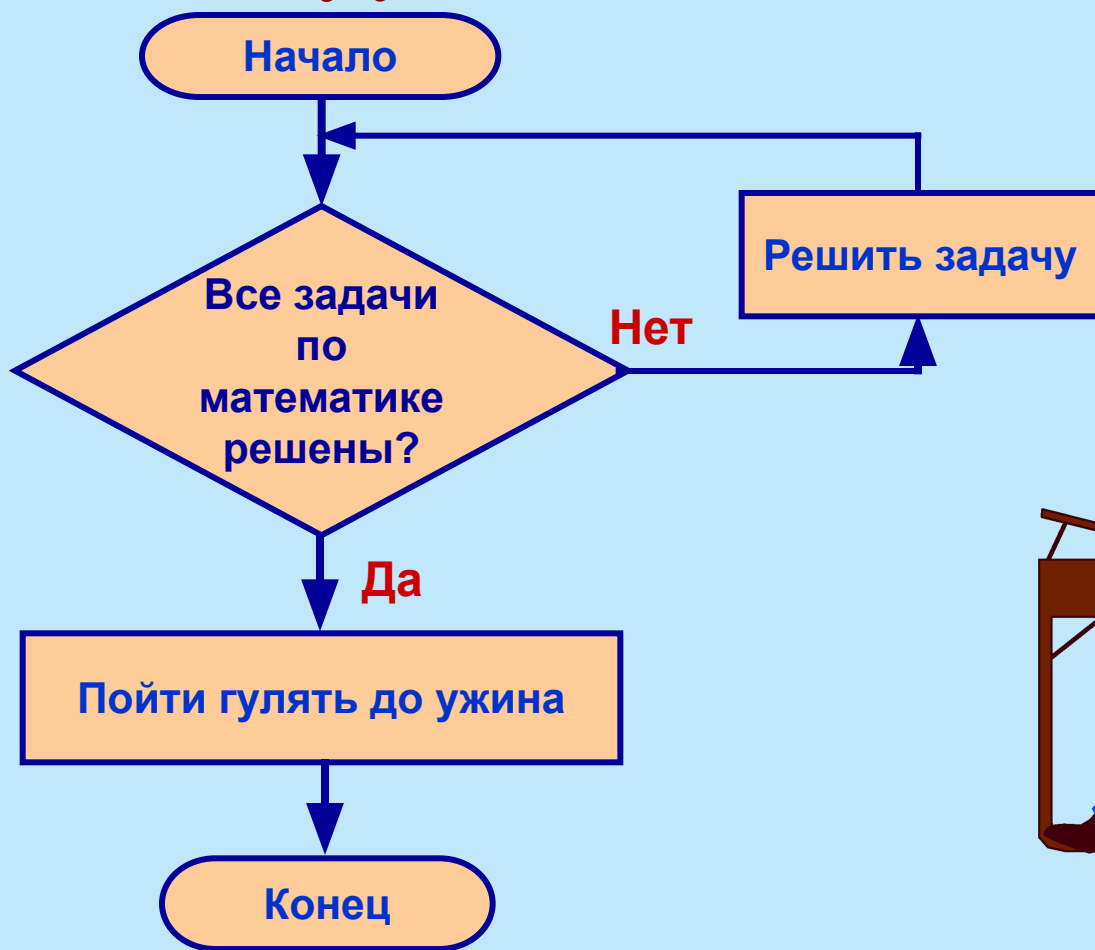 Начало
Решить задачу
Все задачи
по
математике
решены?
Нет
Да
Пойти гулять до ужина
Конец